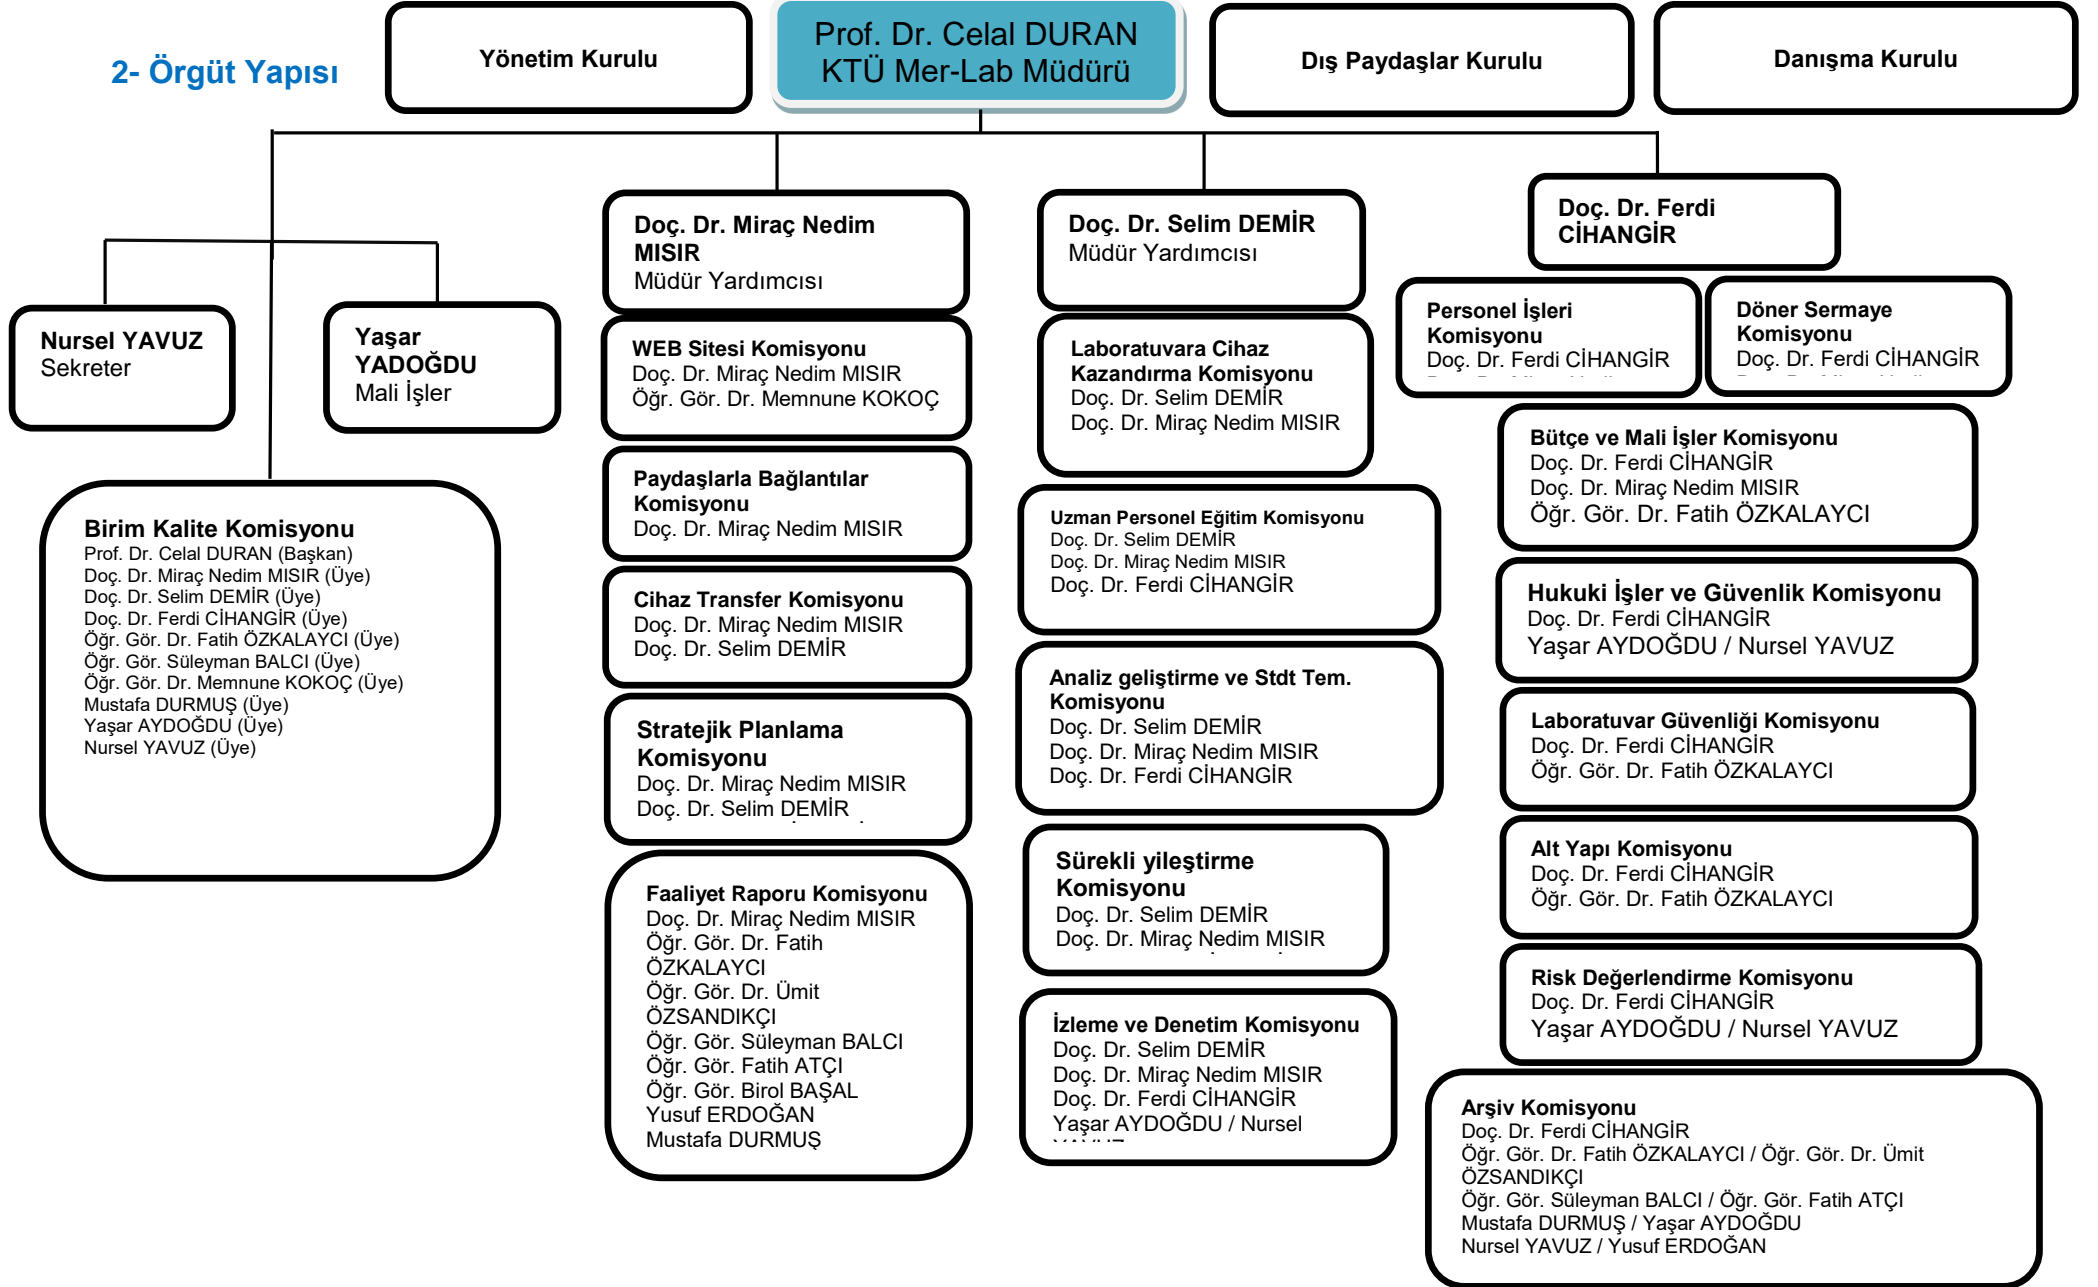 2- Örgüt Yapısı
Yönetim Kurulu
Prof. Dr. Celal DURAN
KTÜ Mer-Lab Müdürü
Dış Paydaşlar Kurulu
Danışma Kurulu
Nursel YAVUZ
Sekreter
Yaşar
YADOĞDU
Mali İşler
Birim Kalite Komisyonu
Prof. Dr. Celal DURAN (Başkan)
Doç. Dr. Miraç Nedim MISIR (Üye)
Doç. Dr. Selim DEMİR (Üye)
Doç. Dr. Ferdi CİHANGİR (Üye)
Öğr. Gör. Dr. Fatih ÖZKALAYCI (Üye)
Öğr. Gör. Süleyman BALCI (Üye)
Öğr. Gör. Dr. Memnune KOKOÇ (Üye)
Mustafa DURMUŞ (Üye)
Yaşar AYDOĞDU (Üye)
Nursel YAVUZ (Üye)
Doç. Dr. Miraç Nedim
MISIR
Müdür Yardımcısı
WEB Sitesi Komisyonu
Doç. Dr. Miraç Nedim MISIR
Öğr. Gör. Dr. Memnune KOKOÇ
Paydaşlarla Bağlantılar
Komisyonu
Doç. Dr. Miraç Nedim MISIR
Cihaz Transfer Komisyonu
Doç. Dr. Miraç Nedim MISIR
Doç. Dr. Selim DEMİR
Stratejik Planlama
Komisyonu
Doç. Dr. Miraç Nedim MISIR
Doç. Dr. Selim DEMİR
Faaliyet Raporu Komisyonu
Doç. Dr. Miraç Nedim MISIR
Öğr. Gör. Dr. Fatih
ÖZKALAYCI
Öğr. Gör. Dr. Ümit
ÖZSANDIKÇI
Öğr. Gör. Süleyman BALCI
Öğr. Gör. Fatih ATÇI
Öğr. Gör. Birol BAŞAL
Yusuf ERDOĞAN
Mustafa DURMUŞ
Doç. Dr. Selim DEMİR
Müdür Yardımcısı
Laboratuvara Cihaz
Kazandırma Komisyonu
Doç. Dr. Selim DEMİR
Doç. Dr. Miraç Nedim MISIR
Uzman Personel Eğitim Komisyonu
Doç. Dr. Selim DEMİR
Doç. Dr. Miraç Nedim MISIR
Doç. Dr. Ferdi CİHANGİR
Analiz geliştirme ve Stdt Tem.
Komisyonu
Doç. Dr. Selim DEMİR
Doç. Dr. Miraç Nedim MISIR
Doç. Dr. Ferdi CİHANGİR
Sürekli yileştirme
Komisyonu
Doç. Dr. Selim DEMİR
Doç. Dr. Miraç Nedim MISIR
İzleme ve Denetim Komisyonu
Doç. Dr. Selim DEMİR
Doç. Dr. Miraç Nedim MISIR
Doç. Dr. Ferdi CİHANGİR
Yaşar AYDOĞDU / Nursel
Doç. Dr. Ferdi
CİHANGİR
Personel İşleri
Komisyonu
Doç. Dr. Ferdi CİHANGİR
Döner Sermaye
Komisyonu
Doç. Dr. Ferdi CİHANGİR
Bütçe ve Mali İşler Komisyonu
Doç. Dr. Ferdi CİHANGİR
Doç. Dr. Miraç Nedim MISIR
Öğr. Gör. Dr. Fatih ÖZKALAYCI
Hukuki İşler ve Güvenlik Komisyonu
Doç. Dr. Ferdi CİHANGİR
Yaşar AYDOĞDU / Nursel YAVUZ
Laboratuvar Güvenliği Komisyonu
Doç. Dr. Ferdi CİHANGİR
Öğr. Gör. Dr. Fatih ÖZKALAYCI
Alt Yapı Komisyonu
Doç. Dr. Ferdi CİHANGİR
Öğr. Gör. Dr. Fatih ÖZKALAYCI
Risk Değerlendirme Komisyonu
Doç. Dr. Ferdi CİHANGİR
Yaşar AYDOĞDU / Nursel YAVUZ
Arşiv Komisyonu
Doç. Dr. Ferdi CİHANGİR
Öğr. Gör. Dr. Fatih ÖZKALAYCI / Öğr. Gör. Dr. Ümit
ÖZSANDIKÇI
Öğr. Gör. Süleyman BALCI / Öğr. Gör. Fatih ATÇI
Mustafa DURMUŞ / Yaşar AYDOĞDU
Nursel YAVUZ / Yusuf ERDOĞAN